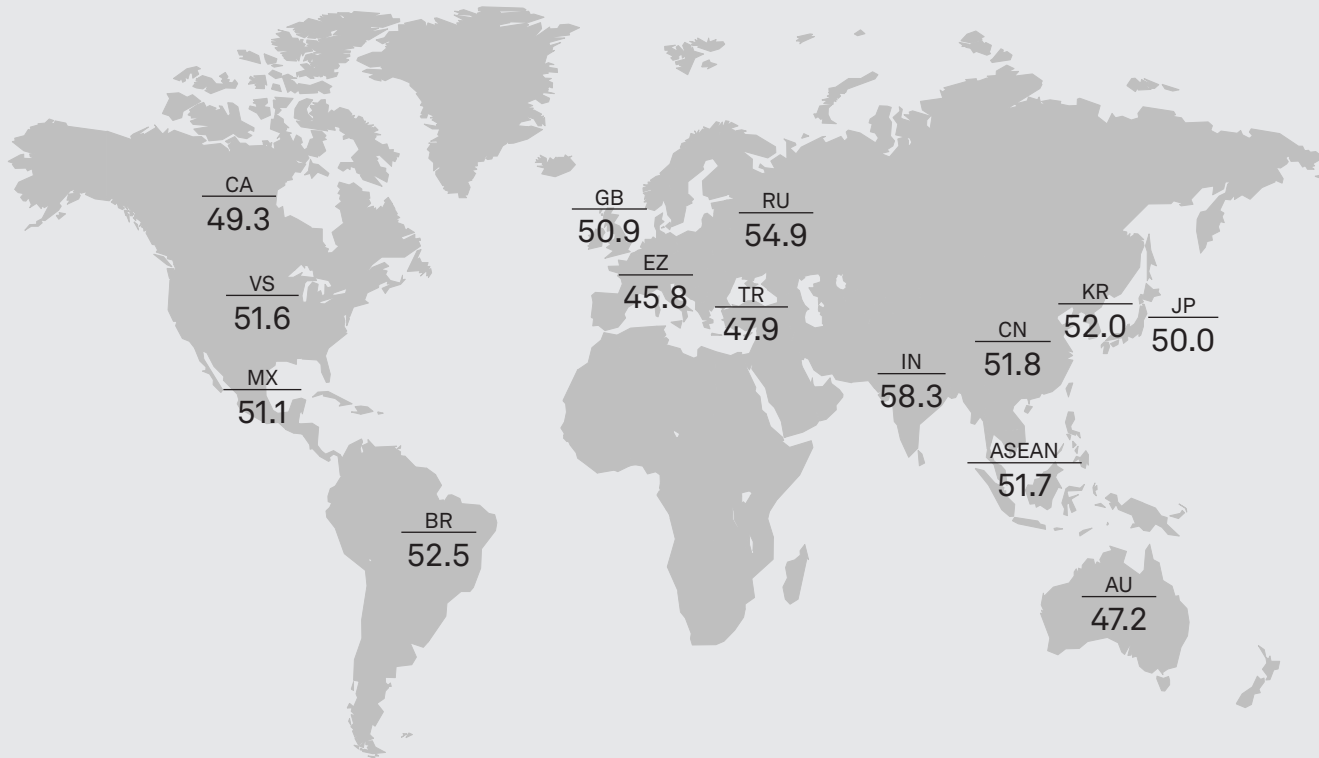 CA
49.3
GB
50.9
RU
54.9
EZ
45.8
VS
51.6
TR
47.9
KR
52.0
JP
50.0
CN
51.8
IN
58.3
MX
51.1
ASEAN
51.7
BR
52.5
AU
47.2